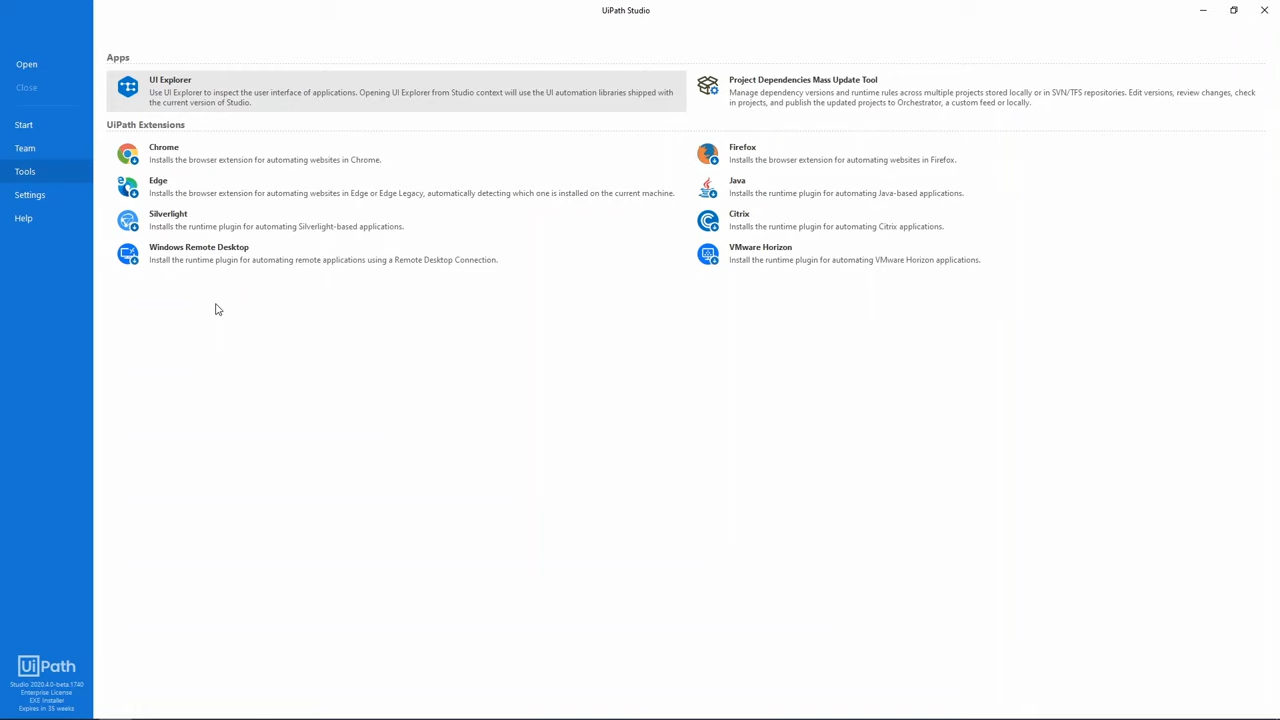 UiPath Studio
Open
Close
Start
Team
Tools
Settings
Help
Apps
UI Explorer
Use UI Explorer to inspect the user interface of applications. Opening UI Explorer from Studio context will use the UI automation libraries shipped with
the current version of Studio.
Project Dependencies Mass Update Tool
Manage dependency versions and runtime rules across multiple projects stored locally or in SVN/TFS repositories. Edit versions, review changes, check
in projects, and publish the updated projects to Orchestrator, a custom feed or locally.
UiPath Extensions
Chrome
Installs the browser extension for automating websites in Chrome.
Firefox
Installs the browser extension for automating websites in Firefox.
Edge
Installs the browser extension for automating websites in Edge or Edge Legacy, automatically detecting which one is installed on the current machine.
Java
Installs the runtime plugin for automating Java-based applications.
Silverlight
Installs the runtime plugin for automating Silverlight-based applications.
Citrix
Installs the runtime plugin for automating Citrix applications.
Windows Remote Desktop
Install the runtime plugin for automating remote applications using a Remote Desktop Connection.
VMware Horizon
Install the runtime plugin for automating VMware Horizon applications.
UiPath
Studio 2020.4.0-beta.1740
Enterprise License
EXE Installer
Expires in 35 weeks